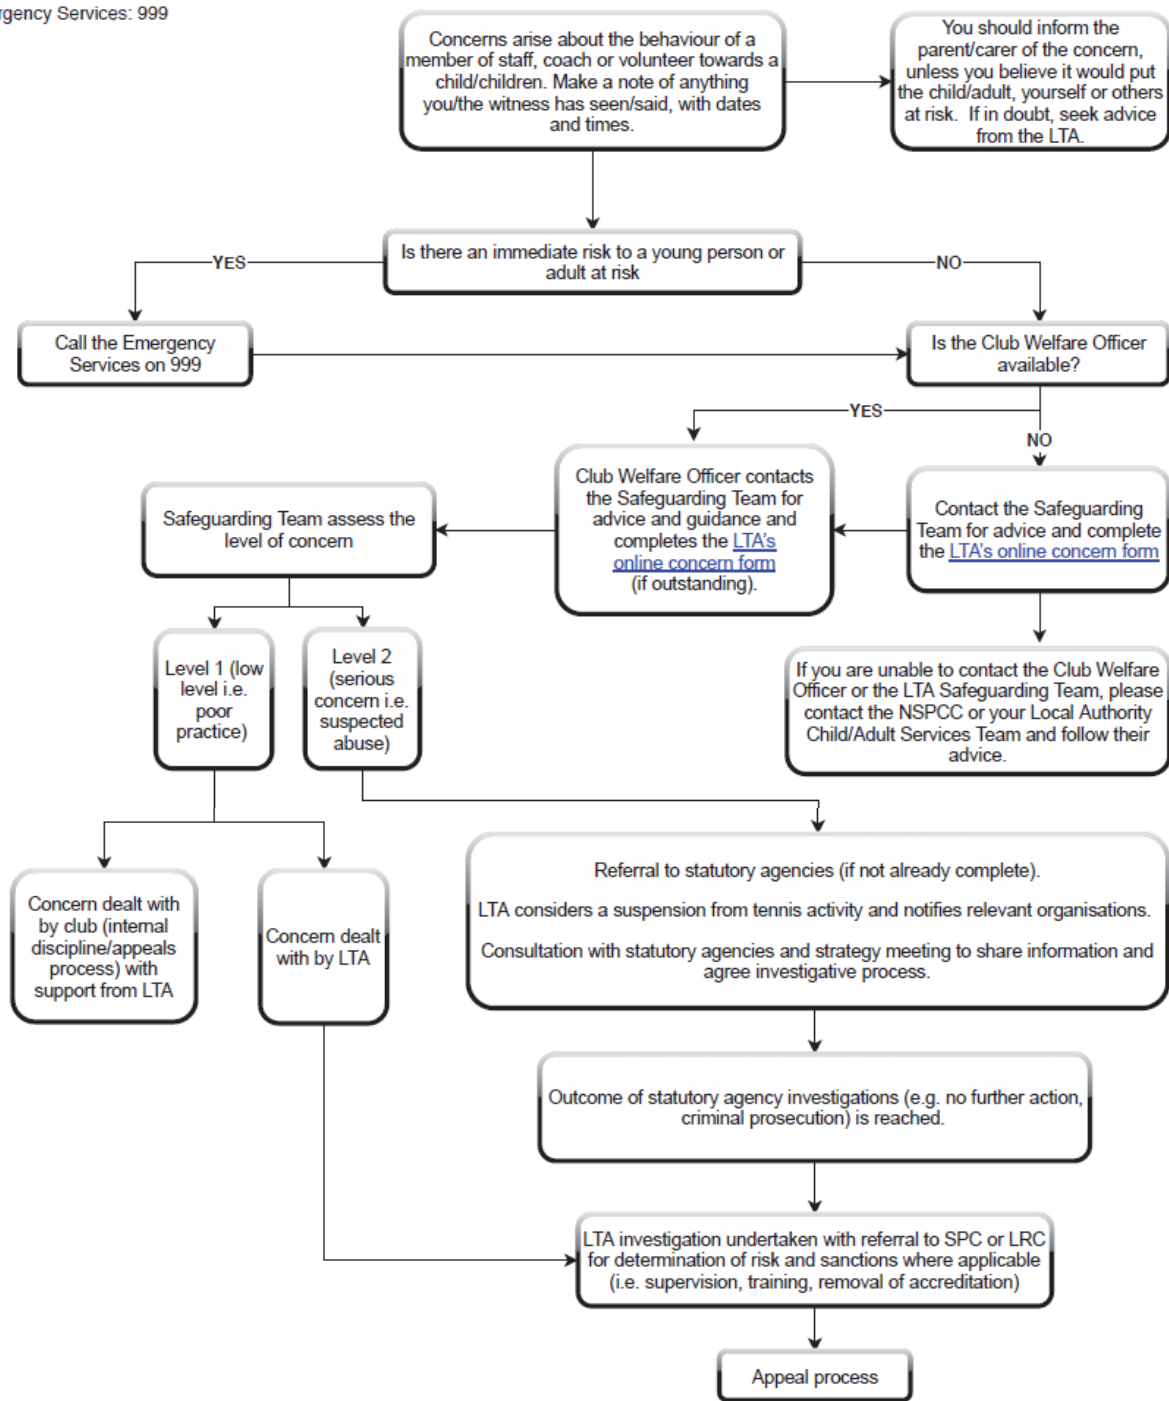 rgency Services: 999
Concerns arise about the behaviour of a
member of staff, coach or volunteer towards a
child/children. Make a note of anything
you/the witness has seen/said, with dates
and times.
You should inform the
parent/carer of the concern,
unless you believe it would put
the child/adult, yourself or others
at risk. If in doubt, seek advice
from the LTA.
Is there an immediate risk to a young person or
adult at risk
YES
NO
Call the Emergency
Services on 999
Is the Club Welfare Officer
available?
YES
NO
Club Welfare Officer contacts
the Safeguarding Team for
advice and guidance and
completes the LTA's
online concern form
(if outstanding).
Contact the Safeguarding
Team for advice and complete
the LTA's online concern form
Safeguarding Team assess the
level of concern
Level 1 (low
level i.e.
poor
practice)
Level 2
(serious
concern i.e.
suspected
abuse)
If you are unable to contact the Club Welfare
Officer or the LTA Safeguarding Team, please
contact the NSPCC or your Local Authority
Child/Adult Services Team and follow their
advice.
Concern dealt with
by club (internal
discipline/appeals
process) with
support from LTA
Concern dealt
with by LTA
Referral to statutory agencies (if not already complete).
LTA considers a suspension from tennis activity and notifies relevant organisations.
Consultation with statutory agencies and strategy meeting to share information and
agree investigative process.
Outcome of statutory agency investigations (e.g. no further action,
criminal prosecution) is reached.
LTA investigation undertaken with referral to SPC or LRC
for determination of risk and sanctions where applicable
(i.e. supervision, training, removal of accreditation)
Appeal process